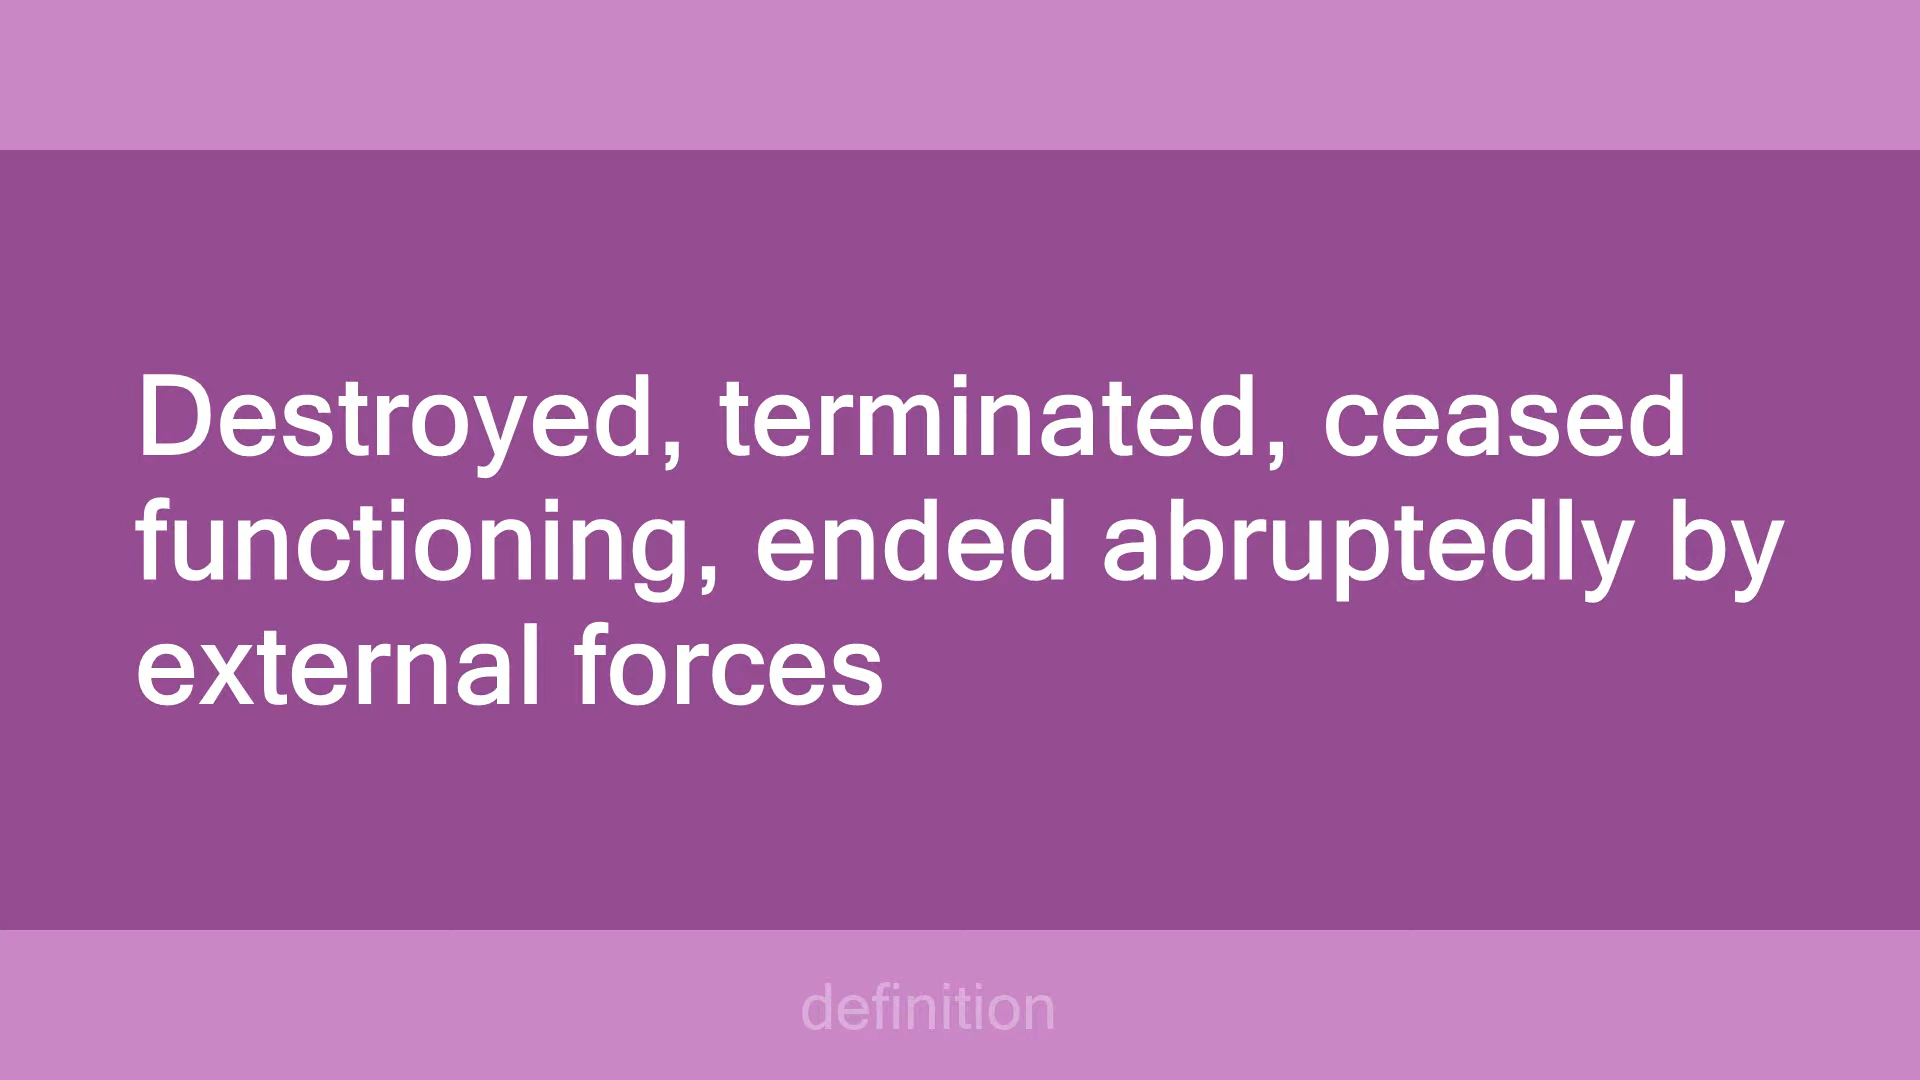 Destroyed, terminated, ceased
functioning, ended abruptedly by
external forces
definition